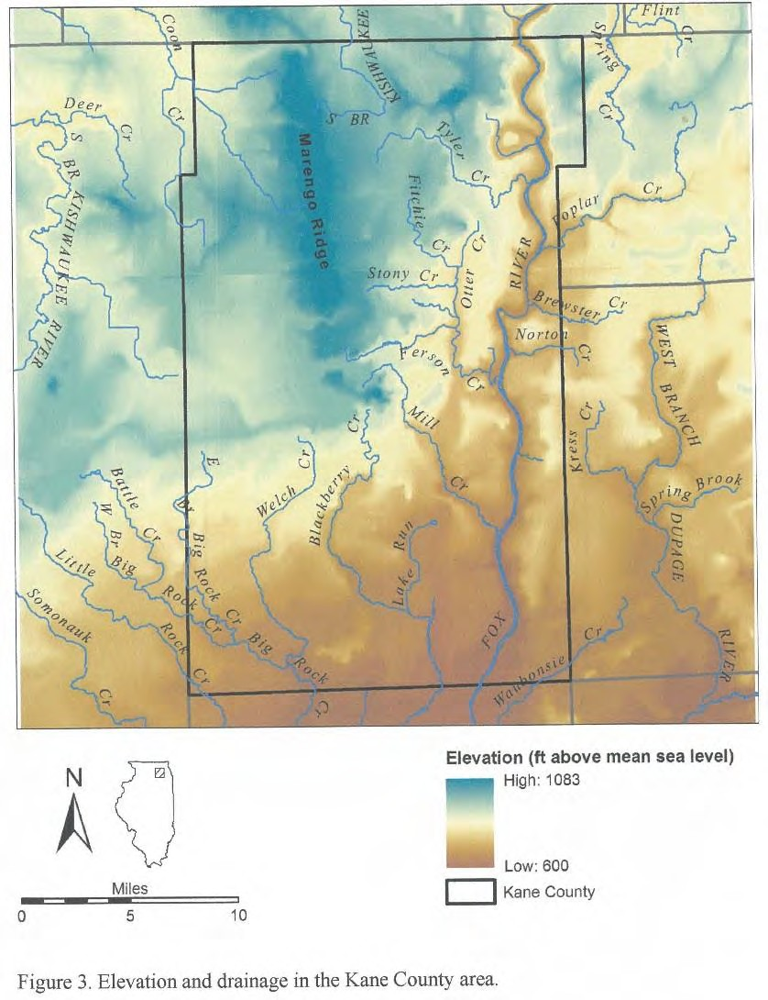 Flint
Cr
Coon
Cr
KISHWAUKEE
S BR
Spring
Cr
Deer
Cr
S BR KISHWAUKEE RIVER
Marengo Ridge
Tyler
Cr
Fitchie
Cr
Poplar
Cr
Stony Cr
Otter
Cr
RIVER
Brewster
Cr
Norton
Cr
Ferson
Cr
WEST BRANCH
Mill
Cr
Kress
Cr
Battle
Cr
E
Br
Big
Rock
Cr
Welch
Cr
Blackberry
Cr
Spring Brook
DUPAGE
RIVER
W
Br
Big
Rock
Cr
Little
Rock
Cr
Somonauk
Cr
Big
Rock
Cr
Lake
Run
FOX
Waubonsie
Cr
N
Miles
0 5 10
Elevation (ft above mean sea level)
High: 1083
Low: 600
Kane County
Figure 3. Elevation and drainage in the Kane County area.